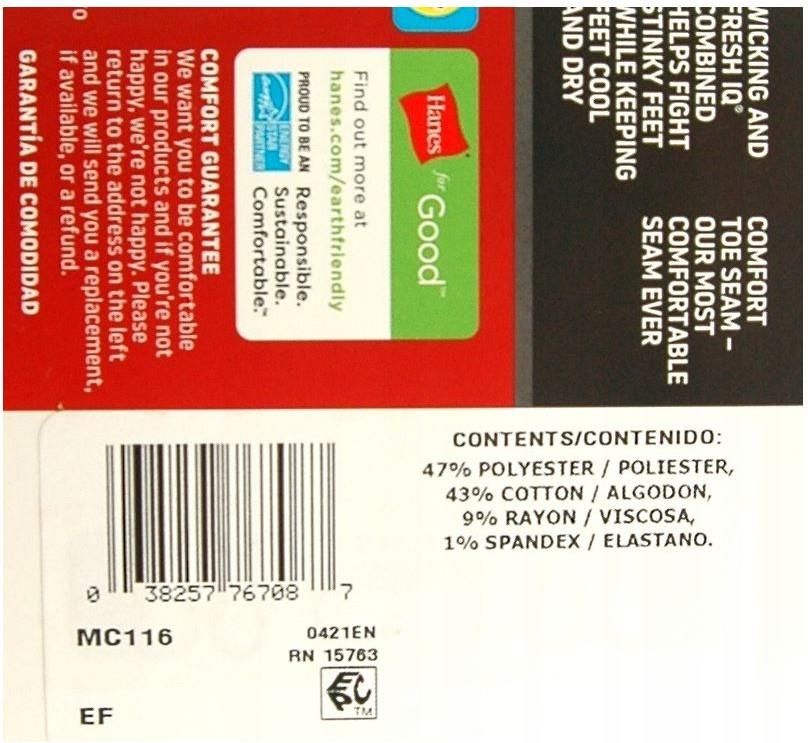 WICKING AND
FRESH IQ®
COMBINED
HELPS FIGHT
STINKY FEET
WHILE KEEPING
FEET COOL
AND DRY
COMFORT
TOE SEAM –
OUR MOST
COMFORTABLE
SEAM EVER
Hanes for Good™
Find out more at
hanes.com/earthfriendly
PROUD TO BE AN
ENERGY
STAR
PARTNER
Responsible.
Sustainable.
Comfortable.™
COMFORT GUARANTEE
We want you to be comfortable
in our products and if you're not
happy, we're not happy. Please
return to the address on the left
and we will send you a replacement,
if available, or a refund.
GARANTÍA DE COMODIDAD
CONTENTS/CONTENIDO:
47% POLYESTER / POLIESTER,
43% COTTON / ALGODON,
9% RAYON / VISCOSA,
1% SPANDEX / ELASTANO.
0 38257 76708 7
MC116
0421EN
RN 15763
EPC
TM
EF